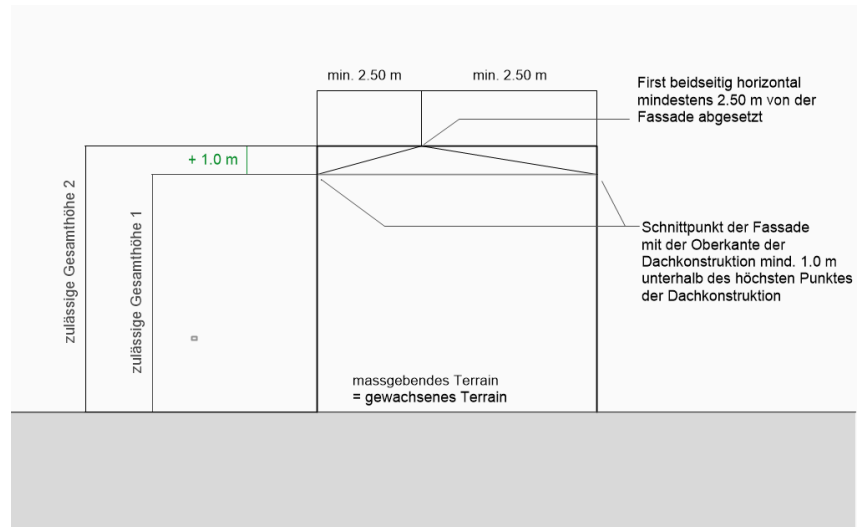 min. 2.50 m
min. 2.50 m
First beidseitig horizontal
mindestens 2.50 m von der
Fassade abgesetzt
+ 1.0 m
zulässige Gesamthöhe 2
zulässige Gesamthöhe 1
Schnittpunkt der Fassade
mit der Oberkante der
Dachkonstruktion mind. 1.0 m
unterhalb des höchsten Punktes
der Dachkonstruktion
massgebendes Terrain
= gewachsenes Terrain